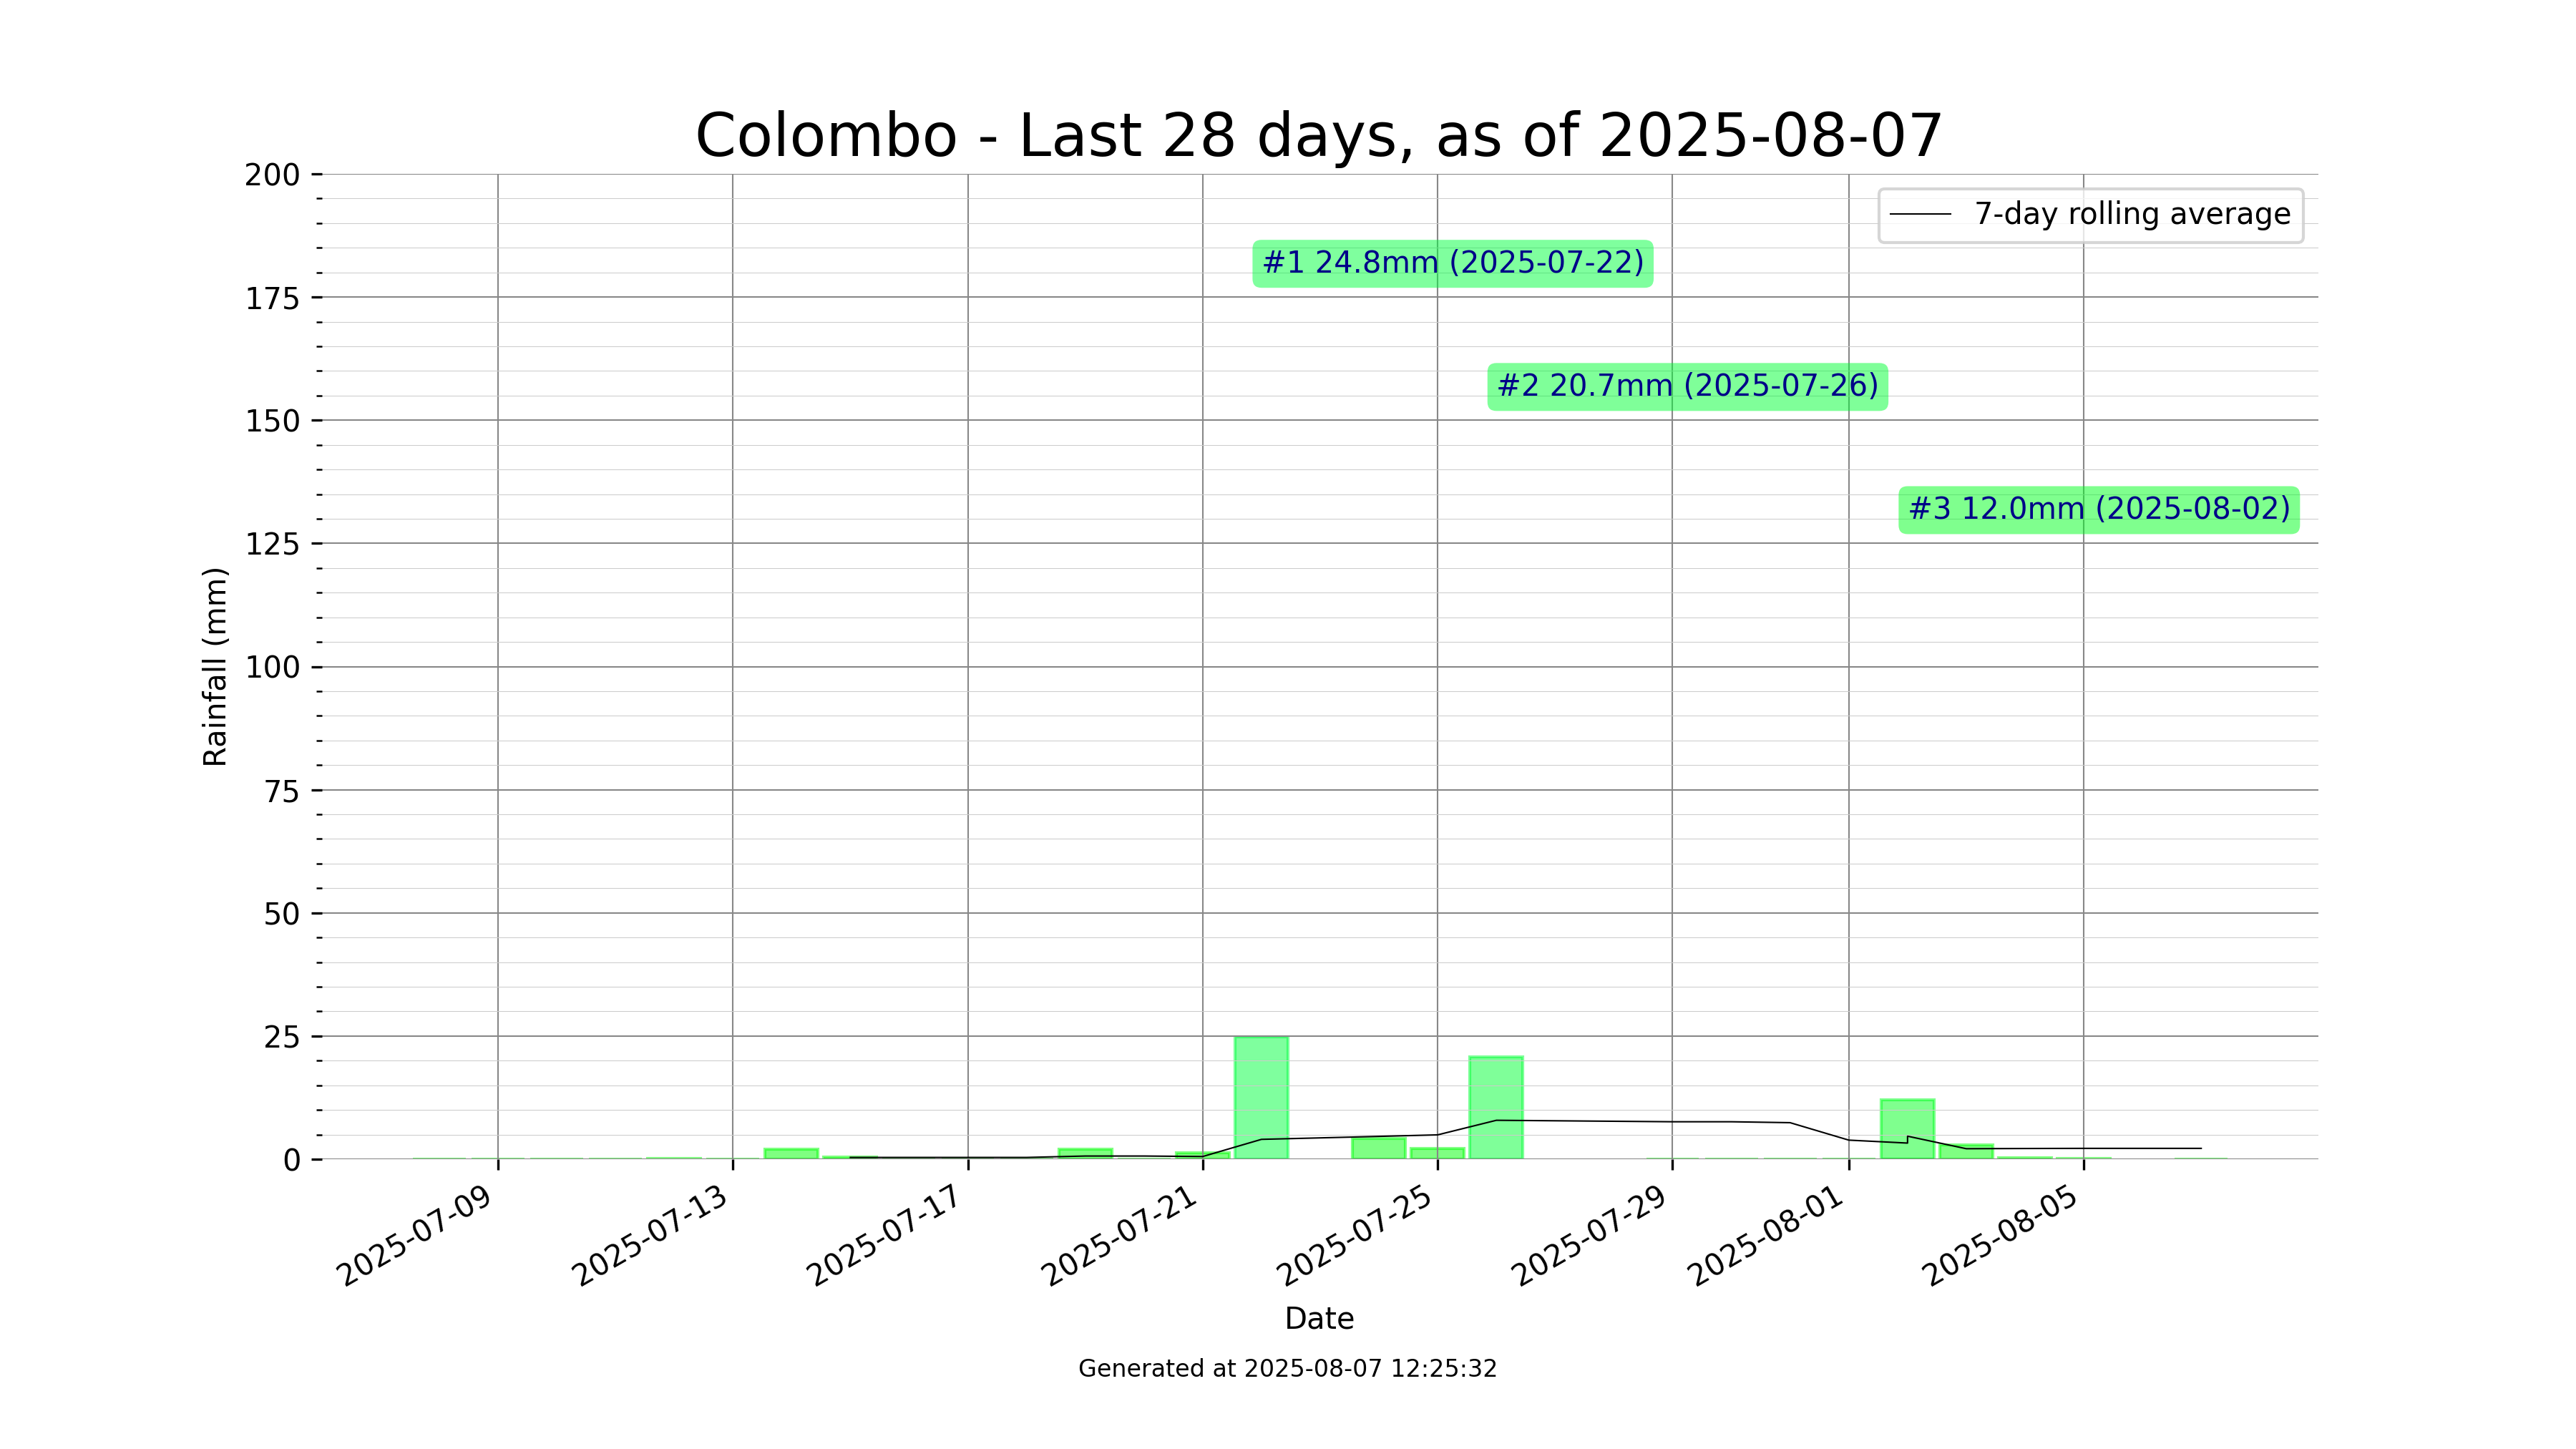 Colombo - Last 28 days, as of 2025-08-07
7-day rolling average
#1 24.8mm (2025-07-22)
#2 20.7mm (2025-07-26)
#3 12.0mm (2025-08-02)
Rainfall (mm)
200
175
150
125
100
75
50
25
0
2025-07-09
2025-07-13
2025-07-17
2025-07-21
2025-07-25
2025-07-29
2025-08-01
2025-08-05
Date
Generated at 2025-08-07 12:25:32